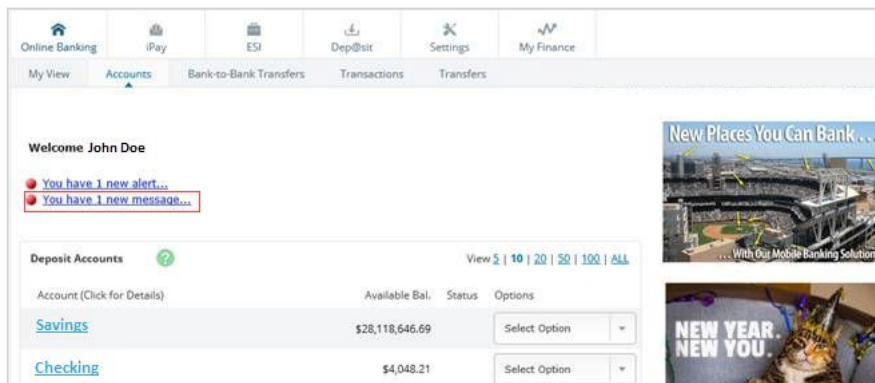 Online Banking iPay ESI Dep@sit Settings My Finance
My View Accounts Bank-to-Bank Transfers Transactions Transfers
Welcome John Doe
You have 1 new alert...
You have 1 new message...
Deposit Accounts ? View 5 | 10 | 20 | 50 | 100 | ALL
Account (Click for Details) Available Bal. Status Options
Savings $28,118,646.69 Select Option
Checking $4,048.21 Select Option
New Places You Can Bank . . .
. . . With Our Mobile Banking Solution
NEW YEAR.
NEW YOU.